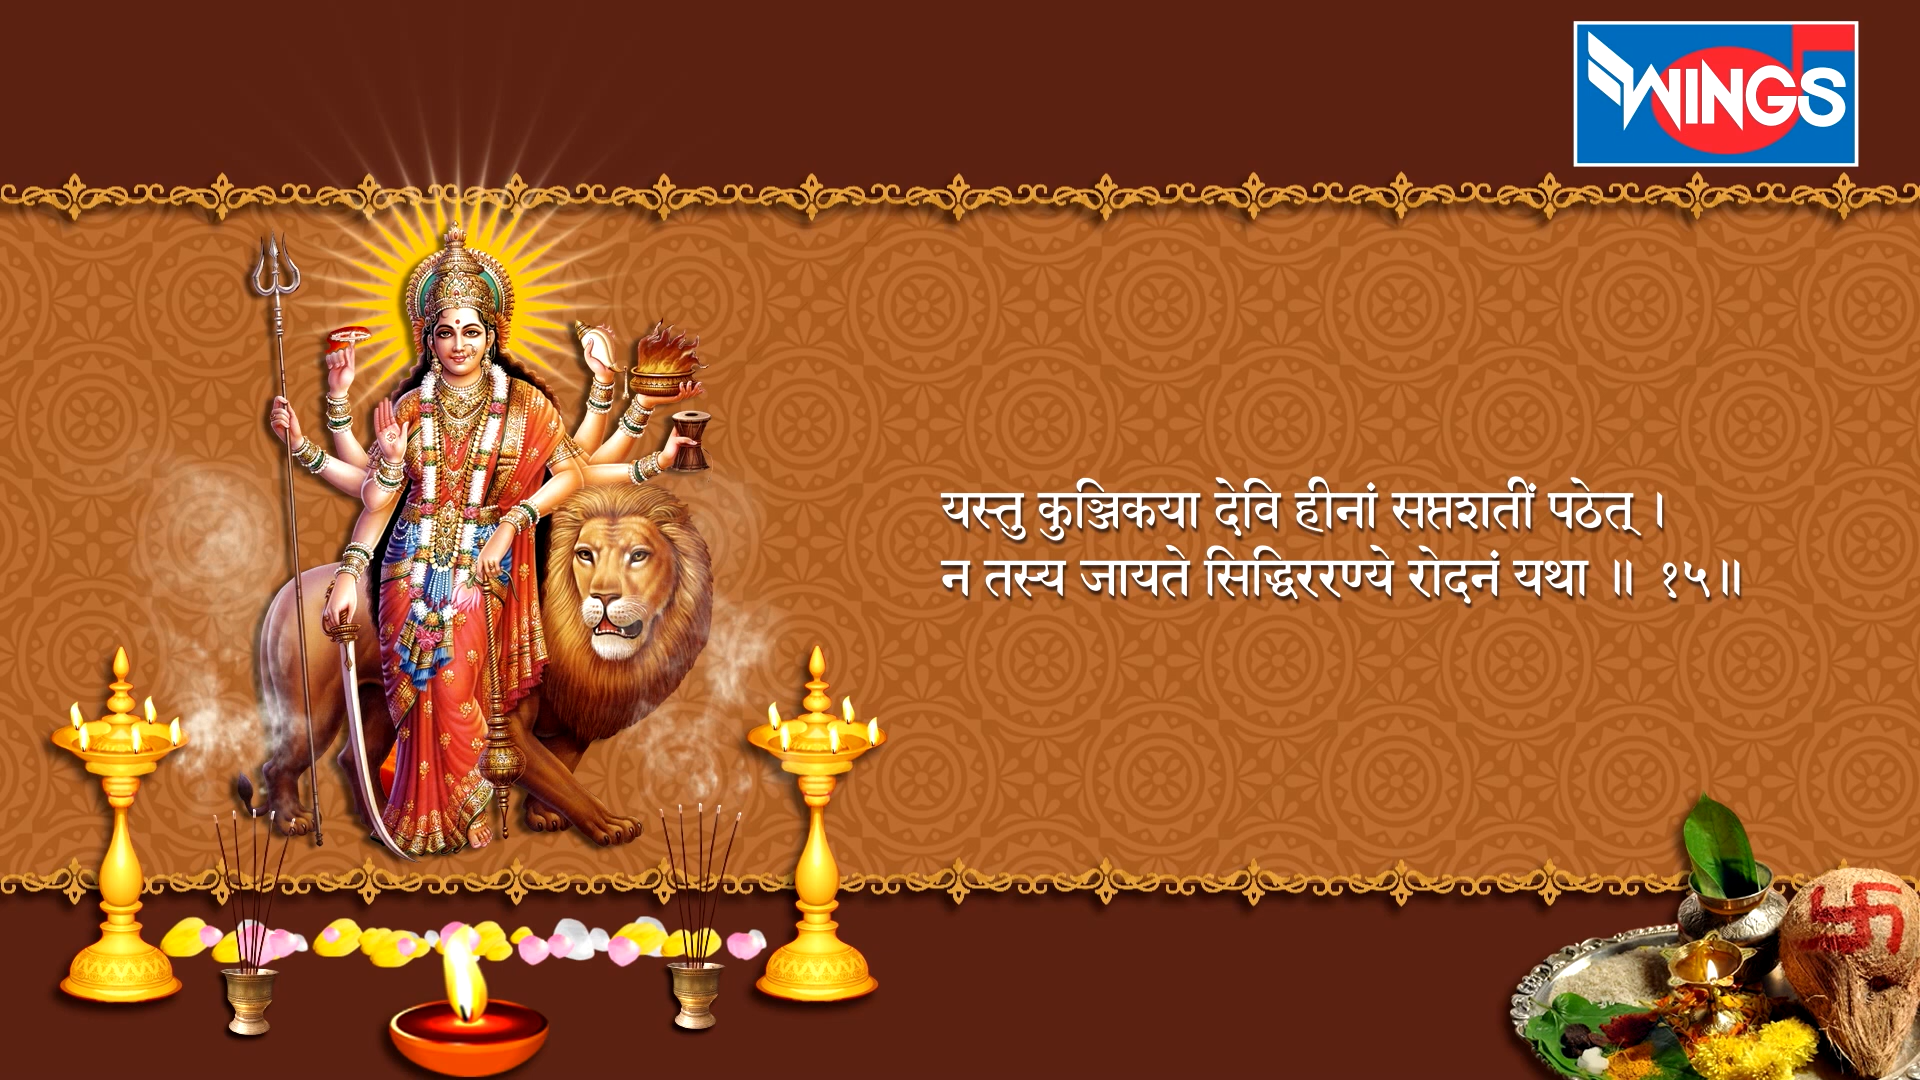 WINGS
यस्तु कुञ्जिकया देवि हीनां सप्तशतीं पठेत् ।
न तस्य जायते सिद्धिररण्ये रोदनं यथा ॥ १५॥